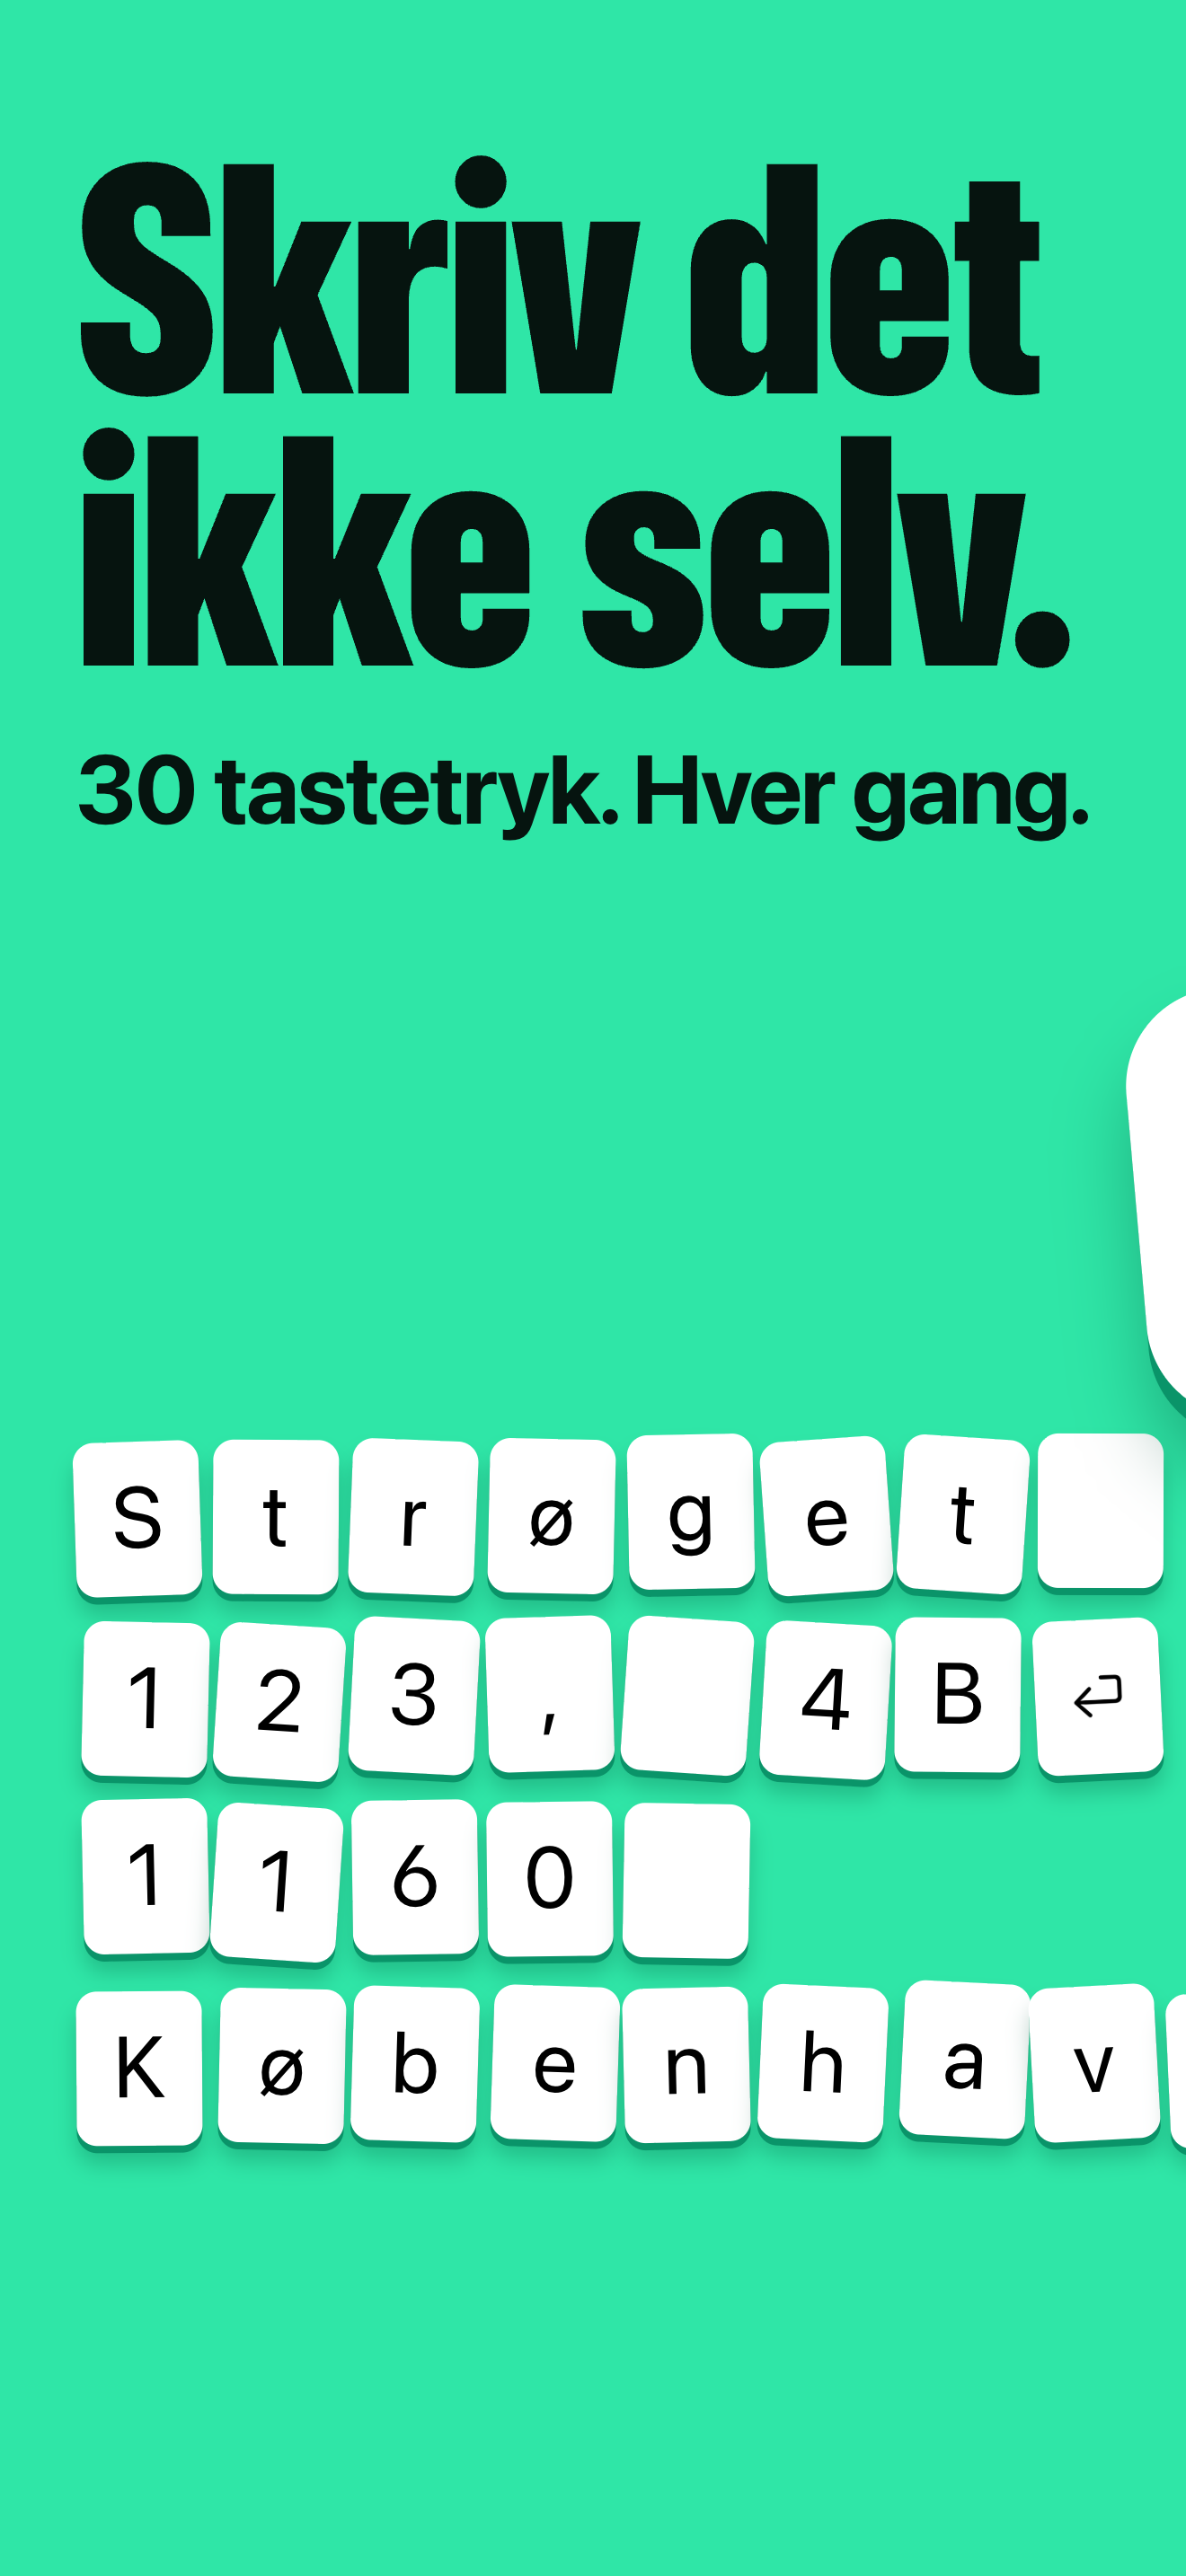 Skriv det
ikke selv.
30 tastetryk. Hver gang.
Strøget
123, 4B ⏎
1160
Københav